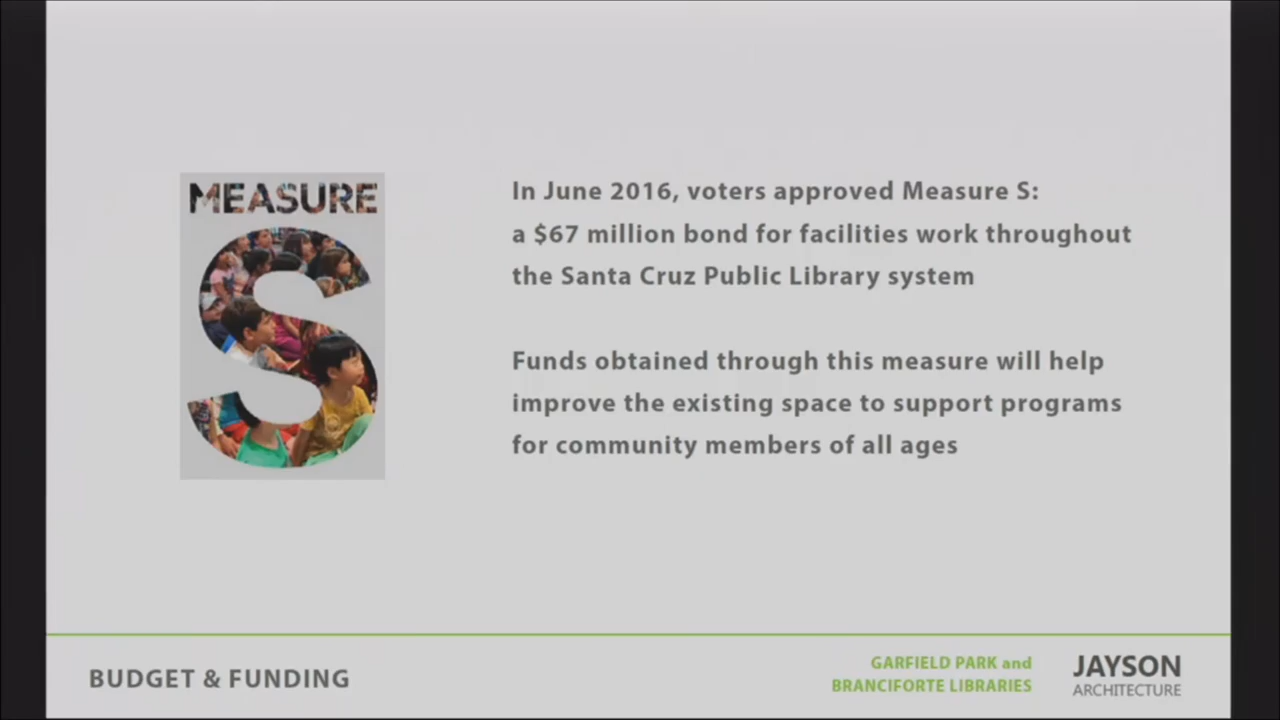 MEASURE
S
In June 2016, voters approved Measure S:
a $67 million bond for facilities work throughout
the Santa Cruz Public Library system
Funds obtained through this measure will help
improve the existing space to support programs
for community members of all ages
BUDGET & FUNDING
GARFIELD PARK and
BRANCIFORTE LIBRARIES
JAYSON
ARCHITECTURE